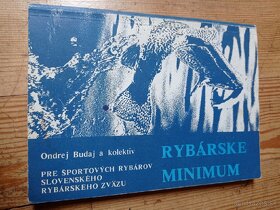 Ondrej Budaj a kolektív
PRE ŠPORTOVÝCH RYBÁROV
SLOVENSKÉHO
RYBÁRSKEHO ZVÄZU
RYBÁRSKE
MINIMUM